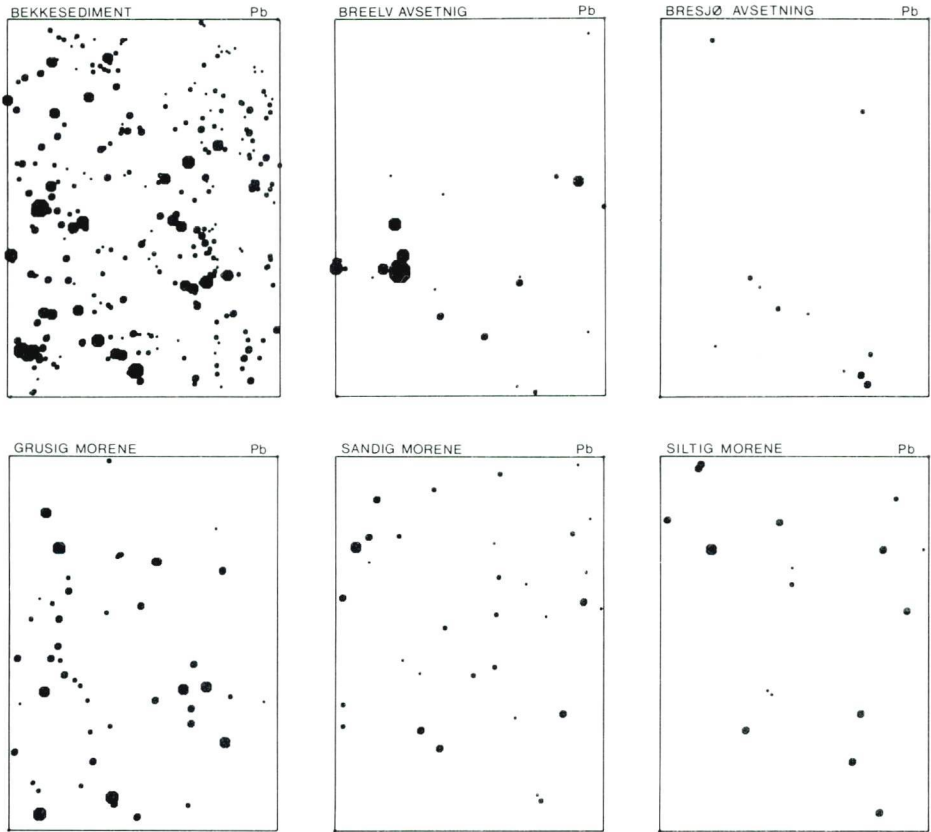 BEKKESEDIMENT Pb
BREELV AVSETNIG Pb
BRESJØ AVSETNING Pb
GRUSIG MORENE Pb
SANDIG MORENE Pb
SILTIG MORENE Pb